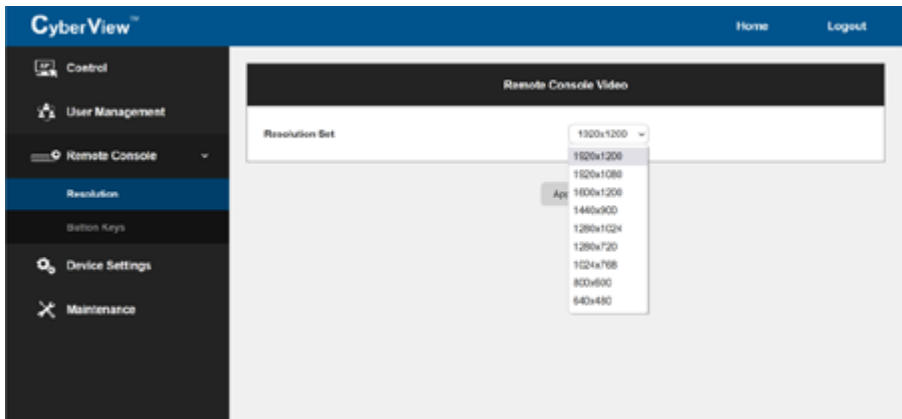 CyberView™
Home
Logout
Control
User Management
Remote Console
Resolution
Button Keys
Device Settings
Maintenance
Remote Console Video
Resolution Set
1920x1200
1920x1200
1920x1080
1600x1200
1440x900
1280x1024
1280x720
1024x768
800x600
640x480